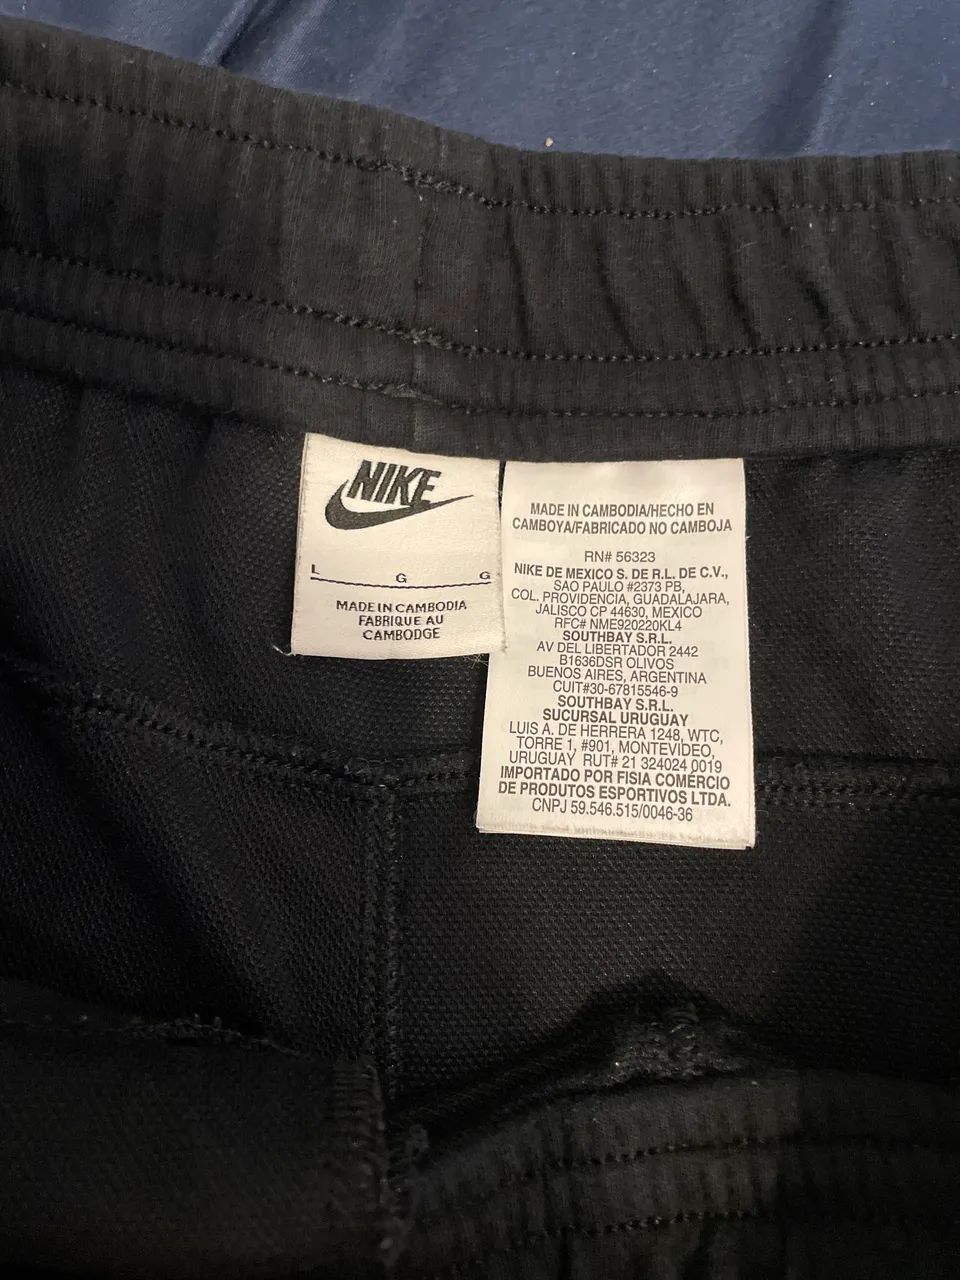 NIKE
L G G
MADE IN CAMBODIA
FABRIQUE AU
CAMBODGE
MADE IN CAMBODIA/HECHO EN
CAMBOYA/FABRICADO NO CAMBOJA
RN# 56323
NIKE DE MEXICO S. DE R.L. DE C.V.,
SAO PAULO #2373 PB,
COL. PROVIDENCIA, GUADALAJARA,
JALISCO CP 44630, MEXICO
RFC# NME920220KL4
SOUTHBAY S.R.L.
AV DEL LIBERTADOR 2442
B1636DSR OLIVOS
BUENOS AIRES, ARGENTINA
CUIT#30-67815546-9
SOUTHBAY S.R.L.
SUCURSAL URUGUAY
LUIS A. DE HERRERA 1248, WTC,
TORRE 1, #901, MONTEVIDEO,
URUGUAY RUT# 21 324024 0019
IMPORTADO POR FISIA COMÉRCIO
DE PRODUTOS ESPORTIVOS LTDA.
CNPJ 59.546.515/0046-36